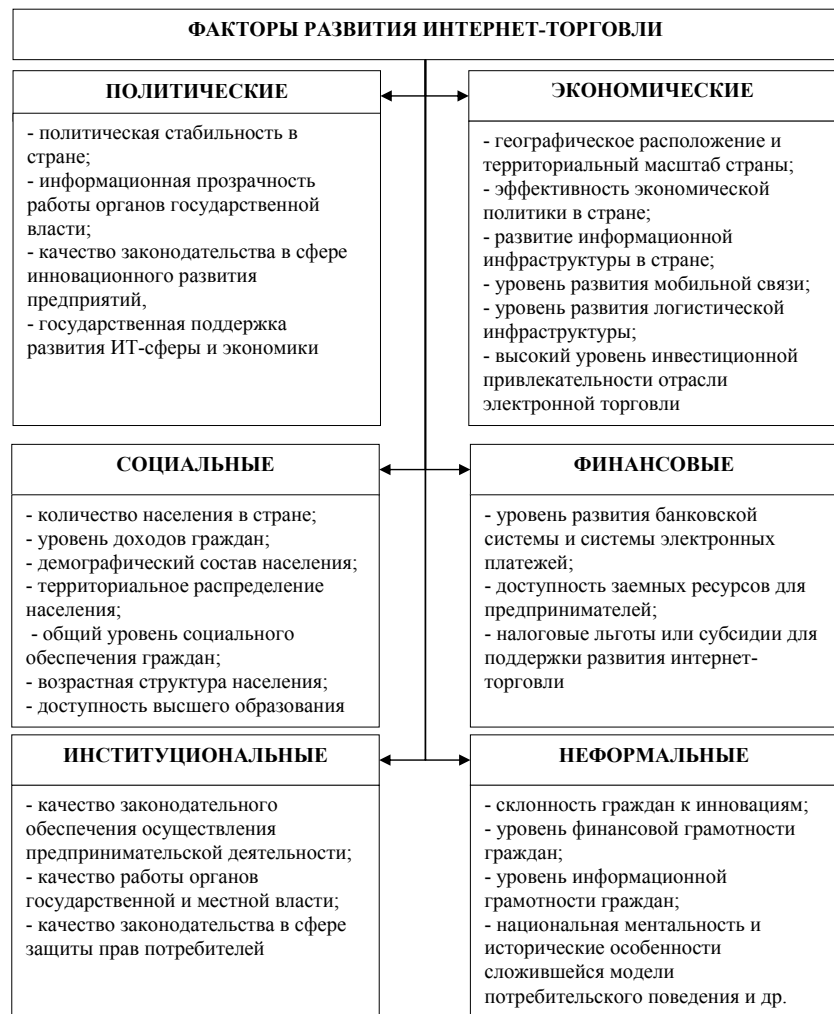 ФАКТОРЫ РАЗВИТИЯ ИНТЕРНЕТ-ТОРГОВЛИ
ПОЛИТИЧЕСКИЕ
- политическая стабильность в
стране;
- информационная прозрачность
работы органов государственной
власти;
- качество законодательства в сфере
инновационного развития
предприятий,
- государственная поддержка
развития ИТ-сферы и экономики
ЭКОНОМИЧЕСКИЕ
- географическое расположение и
территориальный масштаб страны;
- эффективность экономической
политики в стране;
- развитие информационной
инфраструктуры в стране;
- уровень развития мобильной связи;
- уровень развития логистической
инфраструктуры;
- высокий уровень инвестиционной
привлекательности отрасли
электронной торговли
СОЦИАЛЬНЫЕ
- количество населения в стране;
- уровень доходов граждан;
- демографический состав населения;
- территориальное распределение
населения;
- общий уровень социального
обеспечения граждан;
- возрастная структура населения;
- доступность высшего образования
ФИНАНСОВЫЕ
- уровень развития банковской
системы и системы электронных
платежей;
- доступность заемных ресурсов для
предпринимателей;
- налоговые льготы или субсидии для
поддержки развития интернет-
торговли
ИНСТИТУЦИОНАЛЬНЫЕ
- качество законодательного
обеспечения осуществления
предпринимательской деятельности;
- качество работы органов
государственной и местной власти;
- качество законодательства в сфере
защиты прав потребителей
НЕФОРМАЛЬНЫЕ
- склонность граждан к инновациям;
- уровень финансовой грамотности
граждан;
- уровень информационной
грамотности граждан;
- национальная ментальность и
исторические особенности
сложившейся модели
потребительского поведения и др.